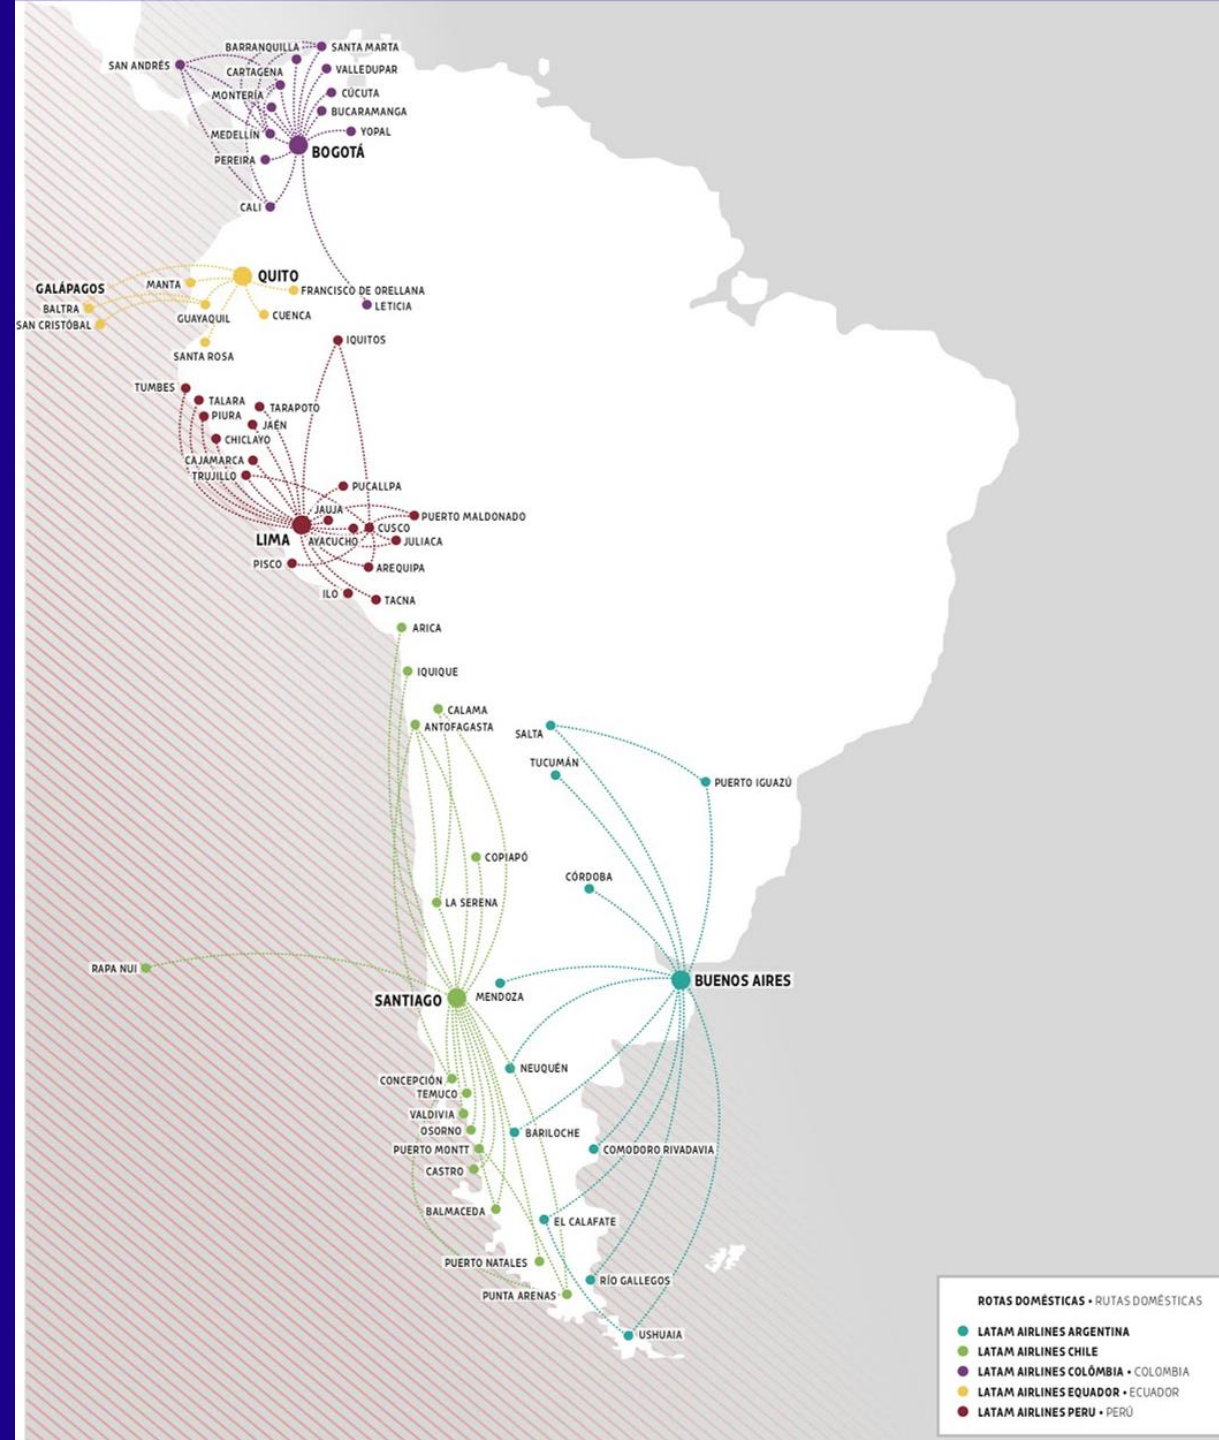 BARRANQUILLA
SANTA MARTA
SAN ANDRÉS
CARTAGENA
VALLEDUPAR
MONTERÍA
CÚCUTA
BUCARAMANGA
MEDELLÍN
YOPAL
BOGOTÁ
PEREIRA
CALI
QUITO
GALÁPAGOS
MANTA
FRANCISCO DE ORELLANA
BALTRA
LETICIA
SAN CRISTÓBAL
GUAYAQUIL
CUENCA
SANTA ROSA
IQUITOS
TUMBES
TALARA
TARAPOTO
PIURA
JAÉN
CHICLAYO
CAJAMARCA
TRUJILLO
PUCALLPA
JAUJA
PUERTO MALDONADO
CUSCO
LIMA
AYACUCHO
JULIACA
PISCO
AREQUIPA
ILO
TACNA
ARICA
IQUIQUE
CALAMA
ANTOFAGASTA
SALTA
TUCUMÁN
PUERTO IGUAZÚ
COPIAPÓ
CÓRDOBA
LA SERENA
RAPA NUI
BUENOS AIRES
SANTIAGO
MENDOZA
NEUQUÉN
CONCEPCIÓN
TEMUCO
VALDIVIA
OSORNO
BARILOCHE
PUERTO MONTT
COMODORO RIVADAVIA
CASTRO
BALMACEDA
EL CALAFATE
PUERTO NATALES
RÍO GALLEGOS
PUNTA ARENAS
USHUAIA
ROTAS DOMÉSTICAS • RUTAS DOMÉSTICAS
LATAM AIRLINES ARGENTINA
LATAM AIRLINES CHILE
LATAM AIRLINES COLÔMBIA • COLOMBIA
LATAM AIRLINES EQUADOR • ECUADOR
LATAM AIRLINES PERU • PERÚ